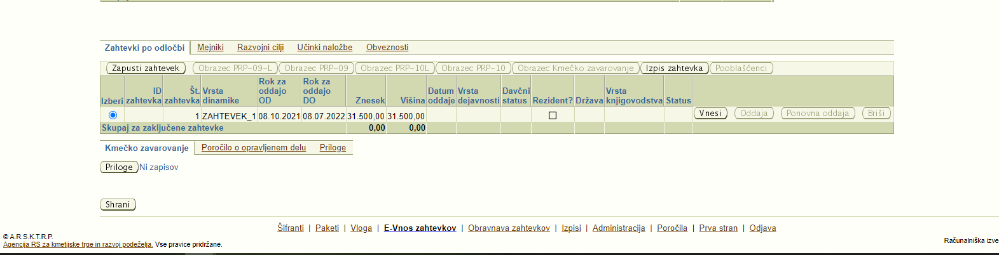 Zahtevki po odločbi Mejniki Razvojni cilji Učinki naložbe Obveznosti
Zapusti zahtevek Obrazec PRP-09-L Obrazec PRP-09 Obrazec PRP-10L Obrazec PRP-10 Obrazec Kmečko zavarovanje Izpis zahtevka Pooblaščenci
Izberi ID zahtevka Št. zahtevka Vrsta dinamike Rok za oddajo OD Rok za oddajo DO Znesek Višina Datum oddaje Vrsta dejavnosti Davčni status Rezident? Država Vrsta knjigovodstva Status
1 ZAHTEVEK_1 08.10.2021 08.07.2022 31.500,00 31.500,00 Vnesi Oddaja Ponovna oddaja Briši
Skupaj za zaključene zahtevke 0,00 0,00
Kmečko zavarovanje Poročilo o opravljenem delu Priloge
Priloge Ni zapisov
Shrani
Šifranti | Paketi | Vloga | E-Vnos zahtevkov | Obravnava zahtevkov | Izpisi | Administracija | Poročila | Prva stran | Odjava
© A.R.S.K.T.R.P.
Agencija RS za kmetijske trge in razvoj podeželja. Vse pravice pridržane.
Računalniška izve